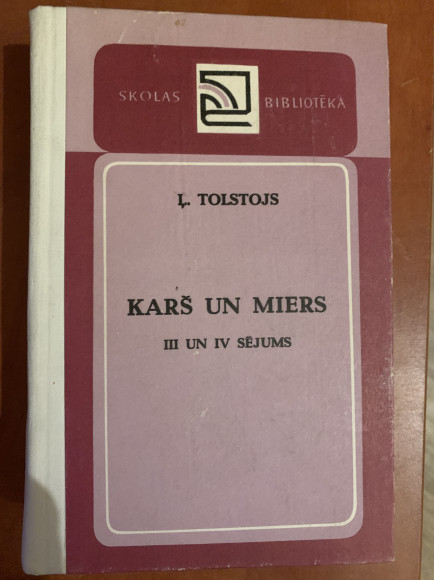 SKOLAS BIBLIOTĒKA
Ļ. TOLSTOJS
KARŠ UN MIERS
III UN IV SĒJUMS